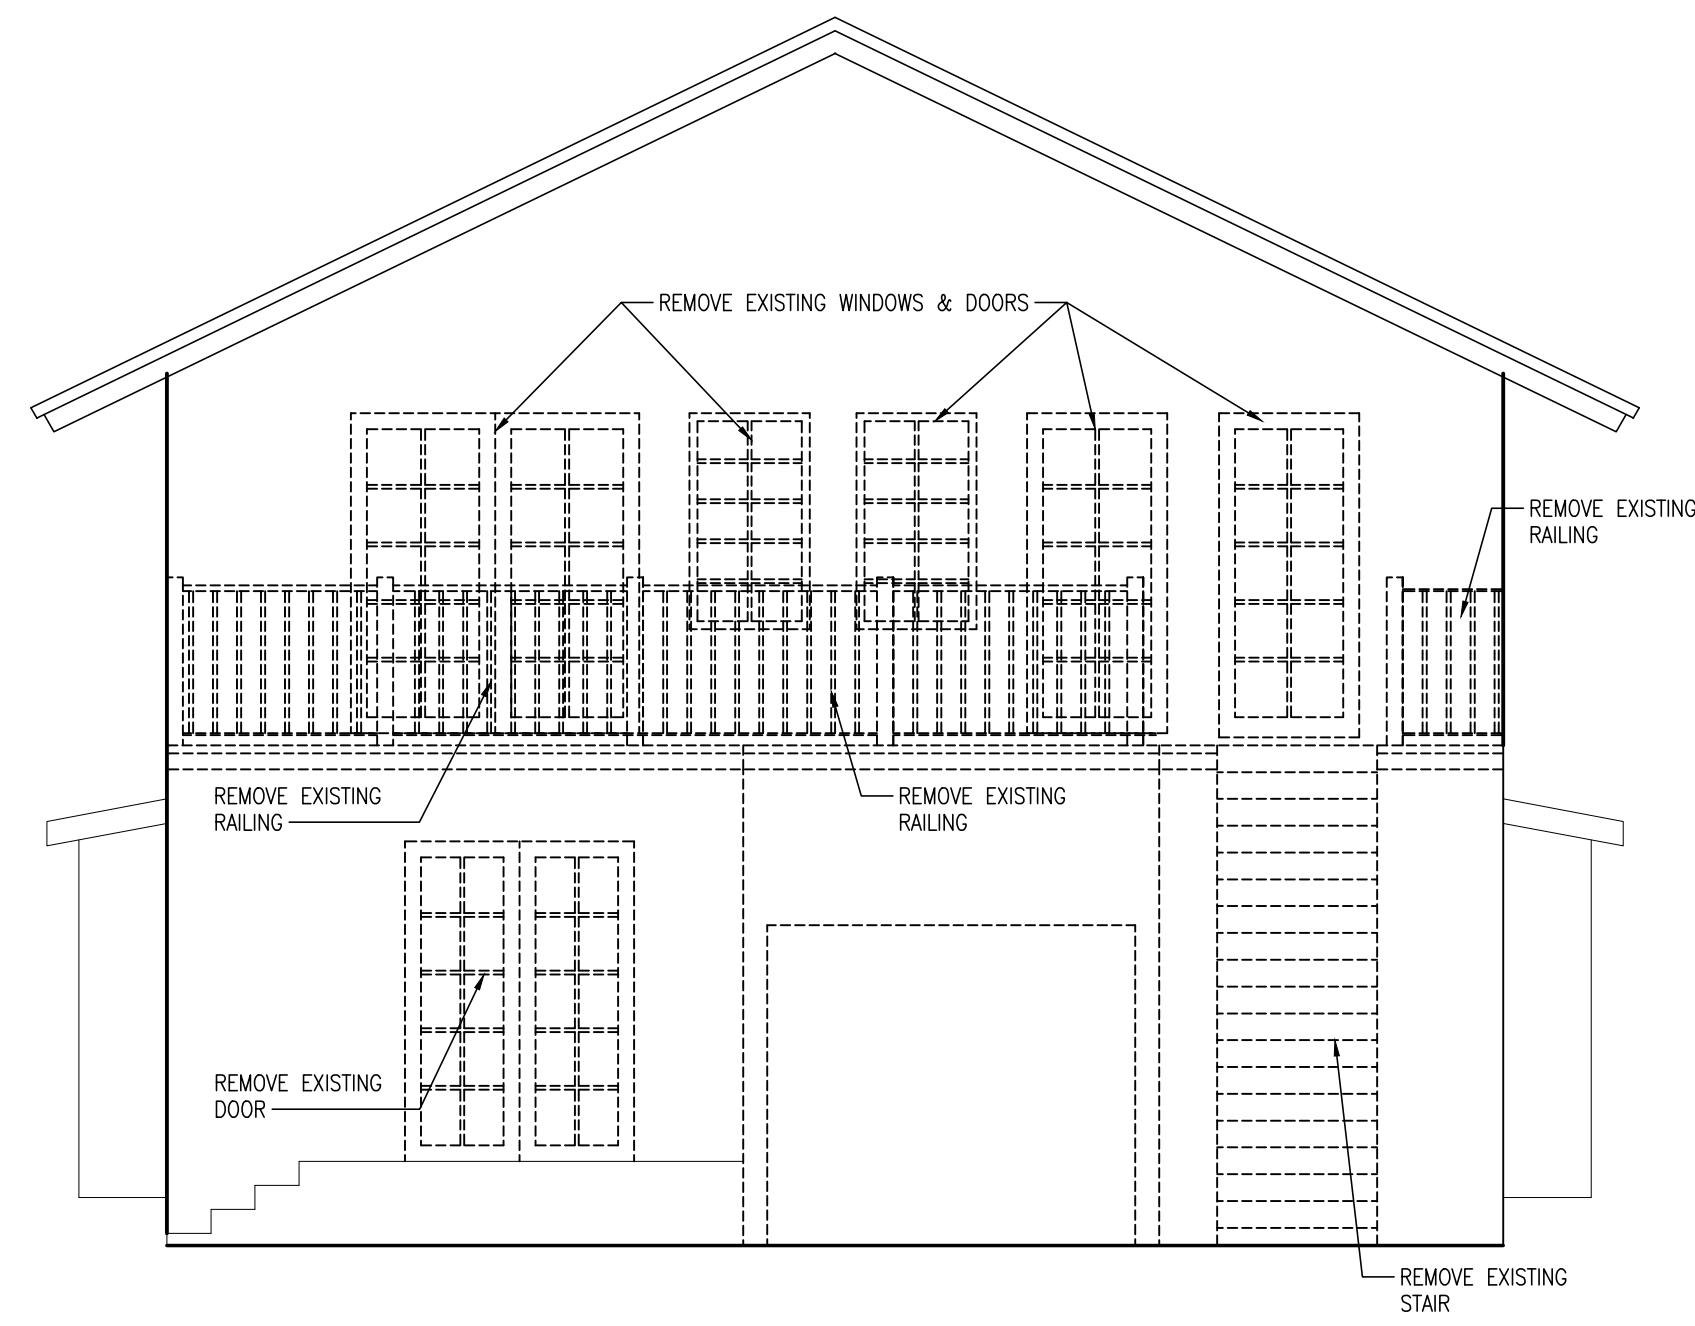 REMOVE EXISTING WINDOWS & DOORS
REMOVE EXISTING
RAILING
REMOVE EXISTING
RAILING
REMOVE EXISTING
RAILING
REMOVE EXISTING
DOOR
REMOVE EXISTING
STAIR